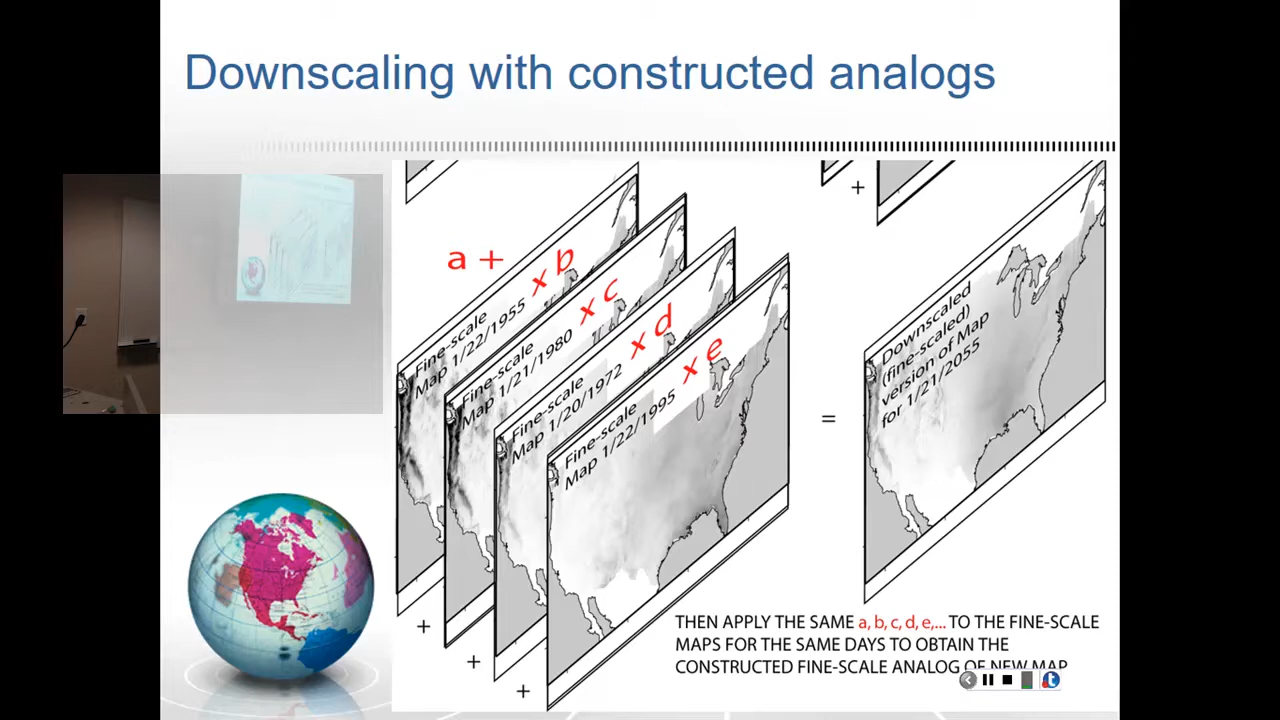 Downscaling with constructed analogs
+
a +
x b
Fine-scale
Map 1/22/1955
x c
Fine-scale
Map 1/21/1980
x d
Fine-scale
Map 1/20/1972
x e
Fine-scale
Map 1/22/1995
=
Downscaled
(fine-scaled)
version of Map
for 1/21/2055
+
+
+
THEN APPLY THE SAME a, b, c, d, e,... TO THE FINE-SCALE
MAPS FOR THE SAME DAYS TO OBTAIN THE
CONSTRUCTED FINE-SCALE ANALOG OF NEW MAP
t